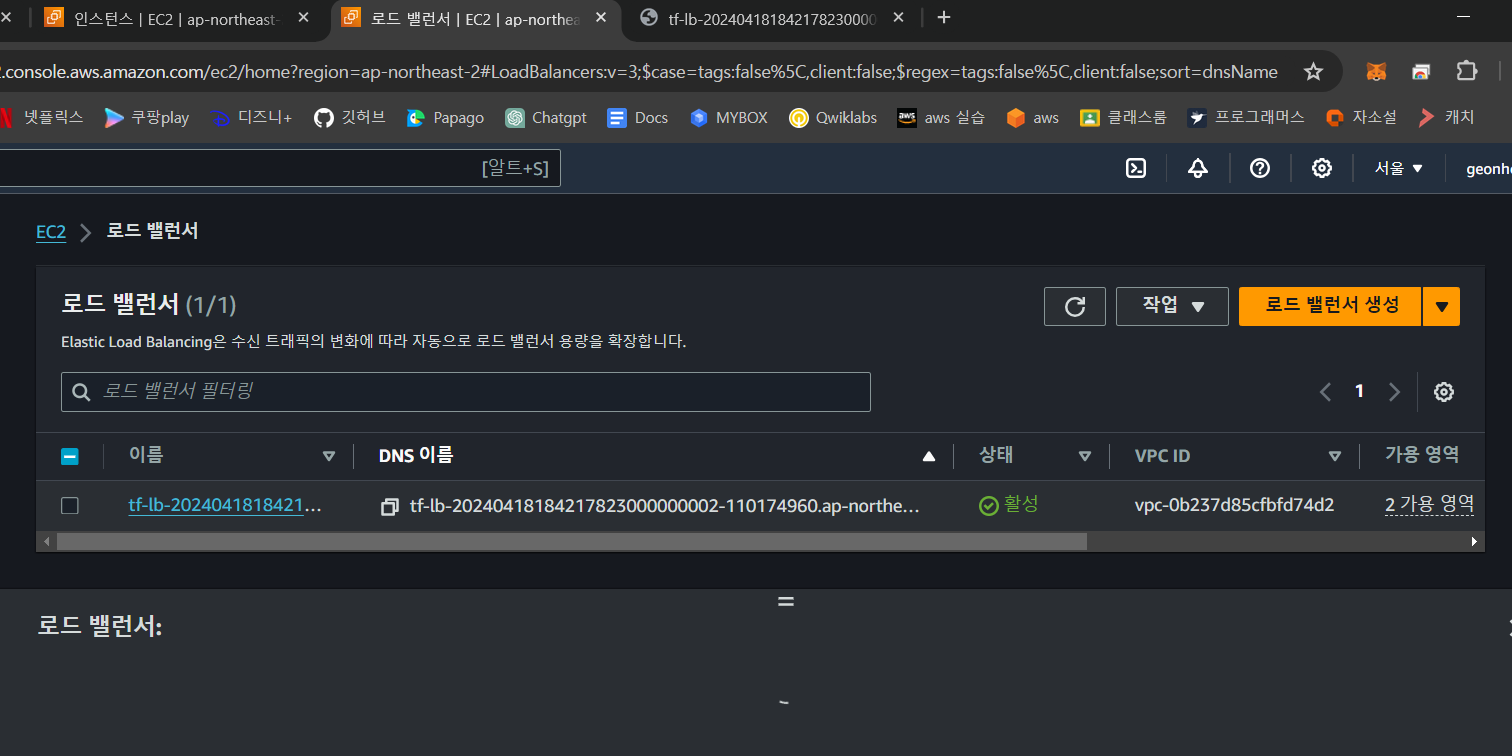 인스턴스 | EC2 | ap-northeast-
로드 밸런서 | EC2 | ap-northea
tf-lb-20240418184217823000
.console.aws.amazon.com/ec2/home?region=ap-northeast-2#LoadBalancers:v=3;$case=tags:false%5C,client:false;$regex=tags:false%5C,client:false;sort=dnsName
넷플릭스 쿠팡play 디즈니+ 깃허브 Papago Chatgpt Docs MYBOX Qwiklabs aws aws 실습 aws 클래스룸 프로그래머스 자소설 캐치
[알트+S]
서울 ▼
geonh
EC2 > 로드 밸런서
로드 밸런서 (1/1)
작업 ▼
로드 밸런서 생성 ▼
Elastic Load Balancing은 수신 트래픽의 변화에 따라 자동으로 로드 밸런서 용량을 확장합니다.
로드 밸런서 필터링
1
이름 DNS 이름 상태 VPC ID 가용 영역
tf-lb-2024041818421... tf-lb-20240418184217823000000002-110174960.ap-northe... 활성 vpc-0b237d85cfbfd74d2 2 가용 영역
로드 밸런서: